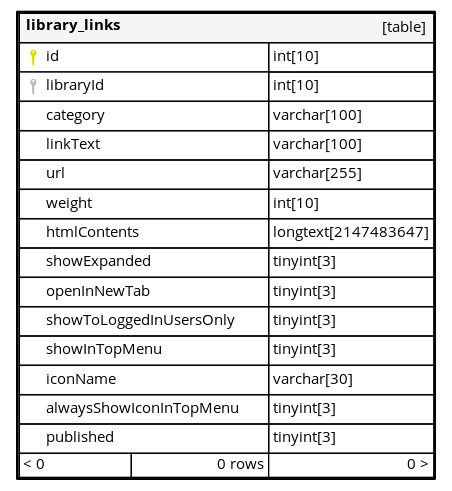 library_links [table]
id int[10]
libraryId int[10]
category varchar[100]
linkText varchar[100]
url varchar[255]
weight int[10]
htmlContents longtext[2147483647]
showExpanded tinyint[3]
openInNewTab tinyint[3]
showToLoggedInUsersOnly tinyint[3]
showInTopMenu tinyint[3]
iconName varchar[30]
alwaysShowIconInTopMenu tinyint[3]
published tinyint[3]
< 0 0 rows 0 >